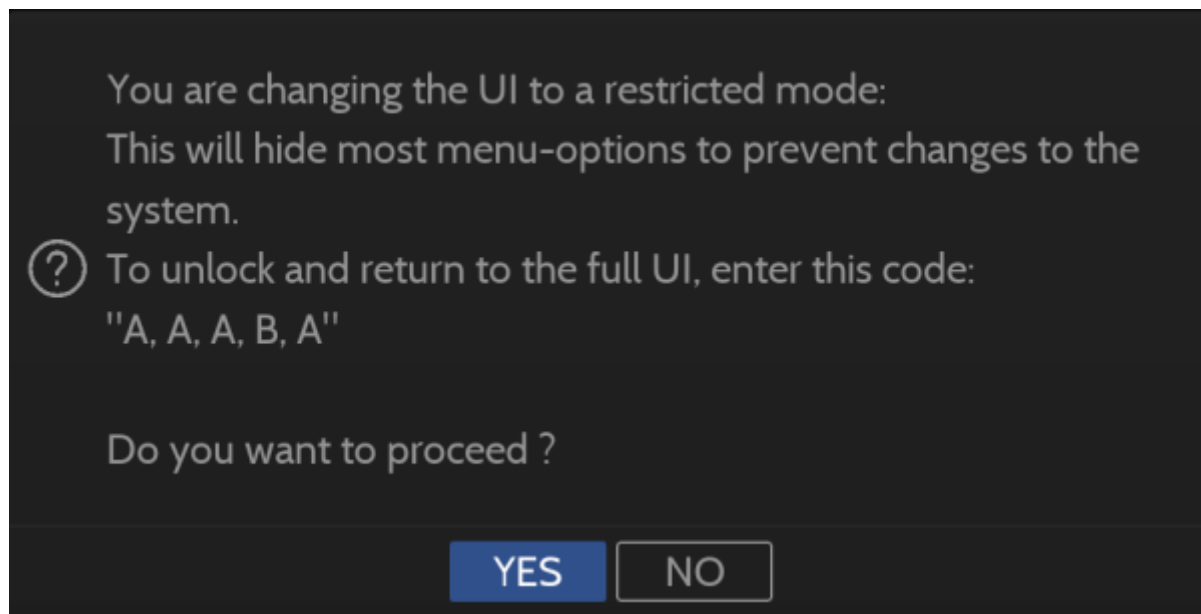 You are changing the UI to a restricted mode:
This will hide most menu-options to prevent changes to the
system.
? To unlock and return to the full UI, enter this code:
"A, A, A, B, A"
Do you want to proceed ?
YES NO